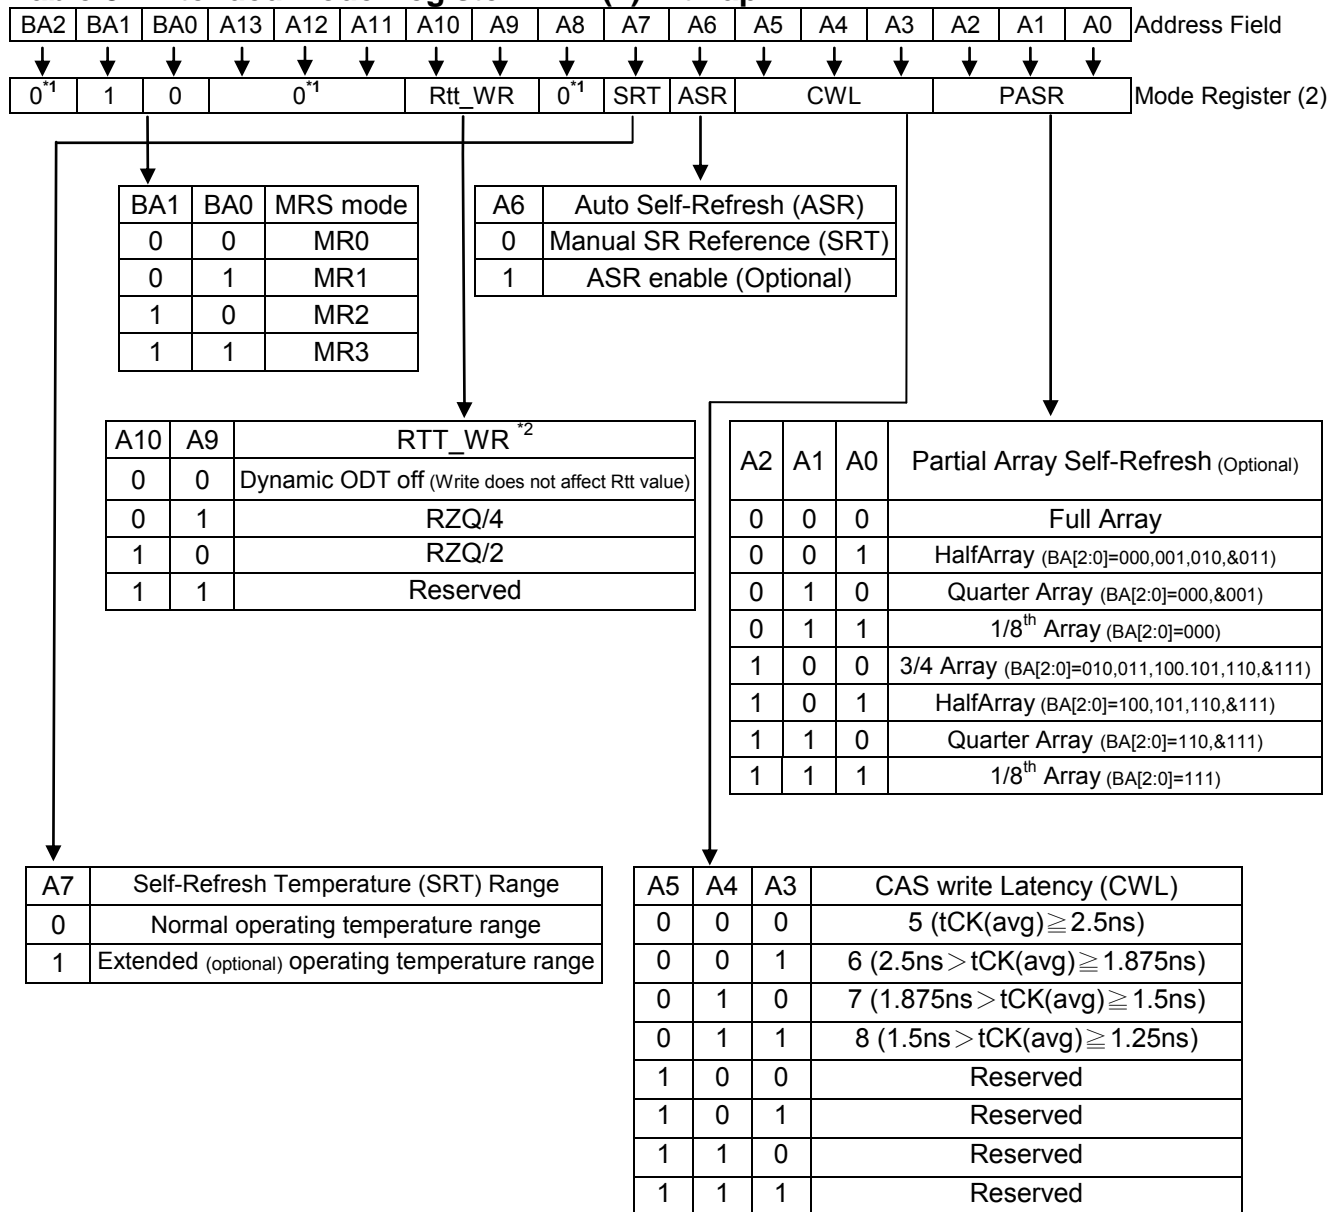 BA2 BA1 BA0 A13 A12 A11 A10 A9 A8 A7 A6 A5 A4 A3 A2 A1 A0 Address Field
0*1 1 0 0*1 Rtt_WR 0*1 SRT ASR CWL PASR Mode Register (2)
BA1 BA0 MRS mode
0 0 MR0
0 1 MR1
1 0 MR2
1 1 MR3
A6 Auto Self-Refresh (ASR)
0 Manual SR Reference (SRT)
1 ASR enable (Optional)
A10 A9 RTT_WR *2
0 0 Dynamic ODT off (Write does not affect Rtt value)
0 1 RZQ/4
1 0 RZQ/2
1 1 Reserved
A2 A1 A0 Partial Array Self-Refresh (Optional)
0 0 0 Full Array
0 0 1 HalfArray (BA[2:0]=000,001,010,&011)
0 1 0 Quarter Array (BA[2:0]=000,&001)
0 1 1 1/8th Array (BA[2:0]=000)
1 0 0 3/4 Array (BA[2:0]=010,011,100.101,110,&111)
1 0 1 HalfArray (BA[2:0]=100,101,110,&111)
1 1 0 Quarter Array (BA[2:0]=110,&111)
1 1 1 1/8th Array (BA[2:0]=111)
A7 Self-Refresh Temperature (SRT) Range
0 Normal operating temperature range
1 Extended (optional) operating temperature range
A5 A4 A3 CAS write Latency (CWL)
0 0 0 5 (tCK(avg)≧2.5ns)
0 0 1 6 (2.5ns＞tCK(avg)≧1.875ns)
0 1 0 7 (1.875ns＞tCK(avg)≧1.5ns)
0 1 1 8 (1.5ns＞tCK(avg)≧1.25ns)
1 0 0 Reserved
1 0 1 Reserved
1 1 0 Reserved
1 1 1 Reserved